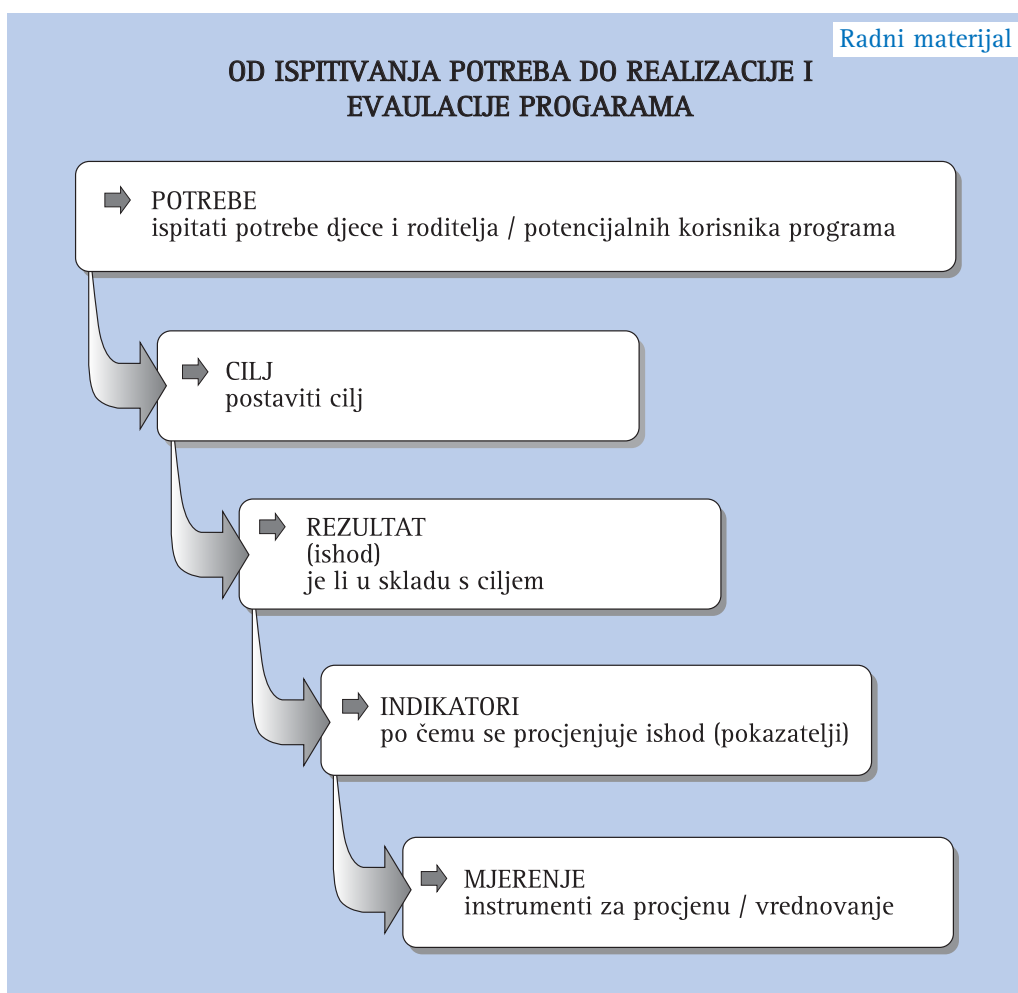 Radni materijal
OD ISPITIVANJA POTREBA DO REALIZACIJE I
EVAULACIJE PROGARAMA
POTREBE
ispitati potrebe djece i roditelja / potencijalnih korisnika programa
CILJ
postaviti cilj
REZULTAT
(ishod)
je li u skladu s ciljem
INDIKATORI
po čemu se procjenjuje ishod (pokazatelji)
MJERENJE
instrumenti za procjenu / vrednovanje